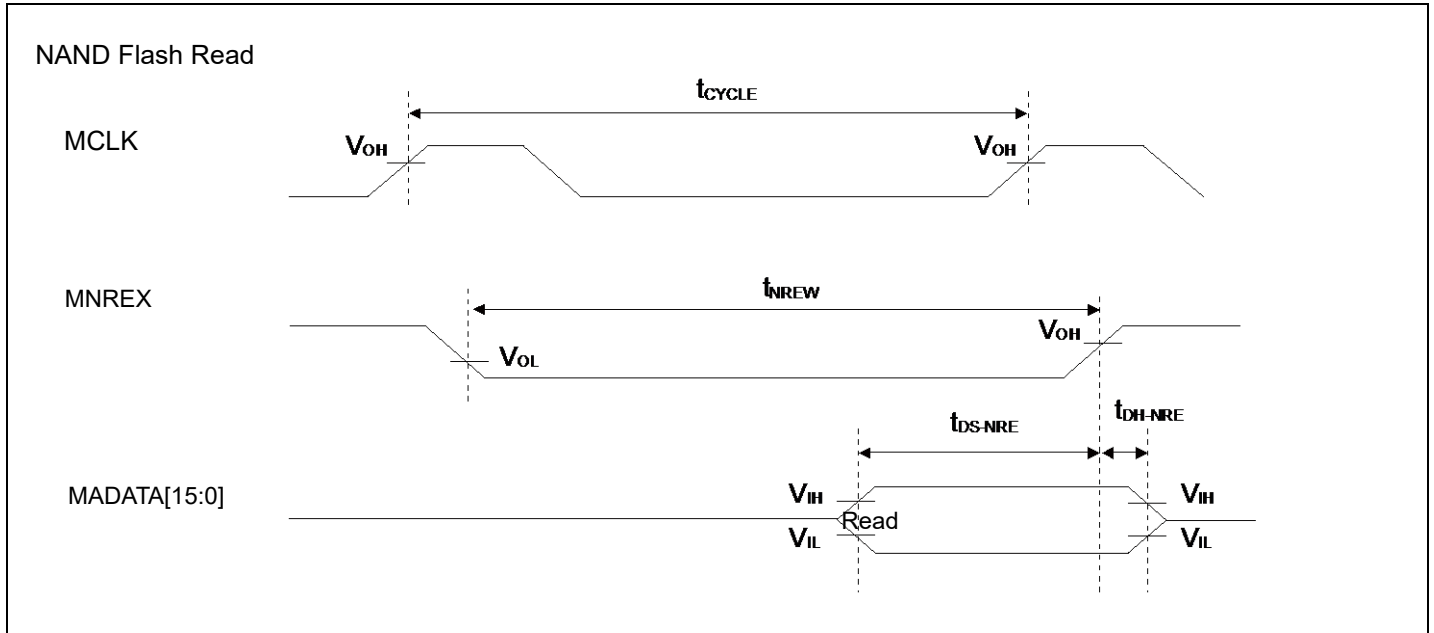 NAND Flash Read
tCYCLE
MCLK
VOH
VOH
tNREW
MNREX
VOH
VOL
tDS-NRE
tDH-NRE
MADATA[15:0]
VIH
VIH
Read
VIL
VIL